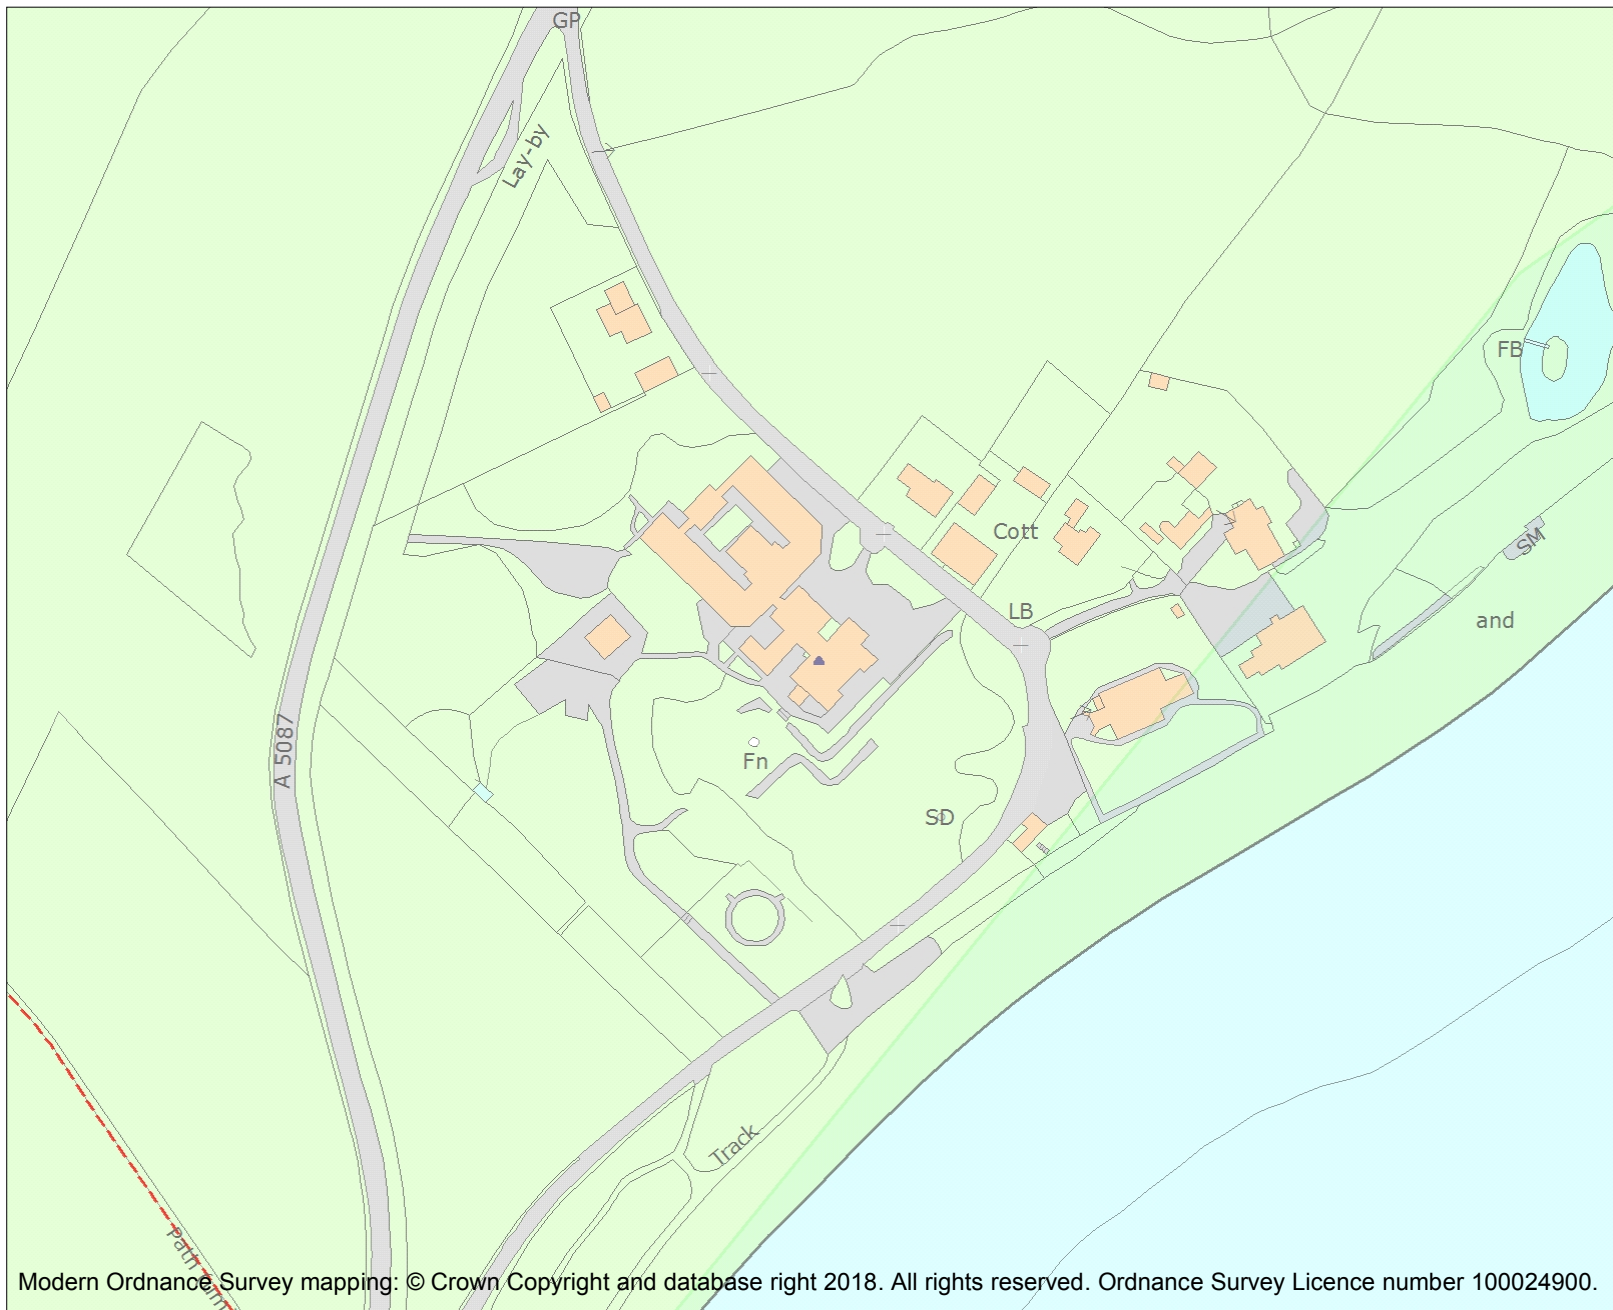 GP
Lay-by
FB
Cott
SM
LB
and
A 5087
Fn
SD
Track
Path
Modern Ordnance Survey mapping: © Crown Copyright and database right 2018. All rights reserved. Ordnance Survey Licence number 100024900.